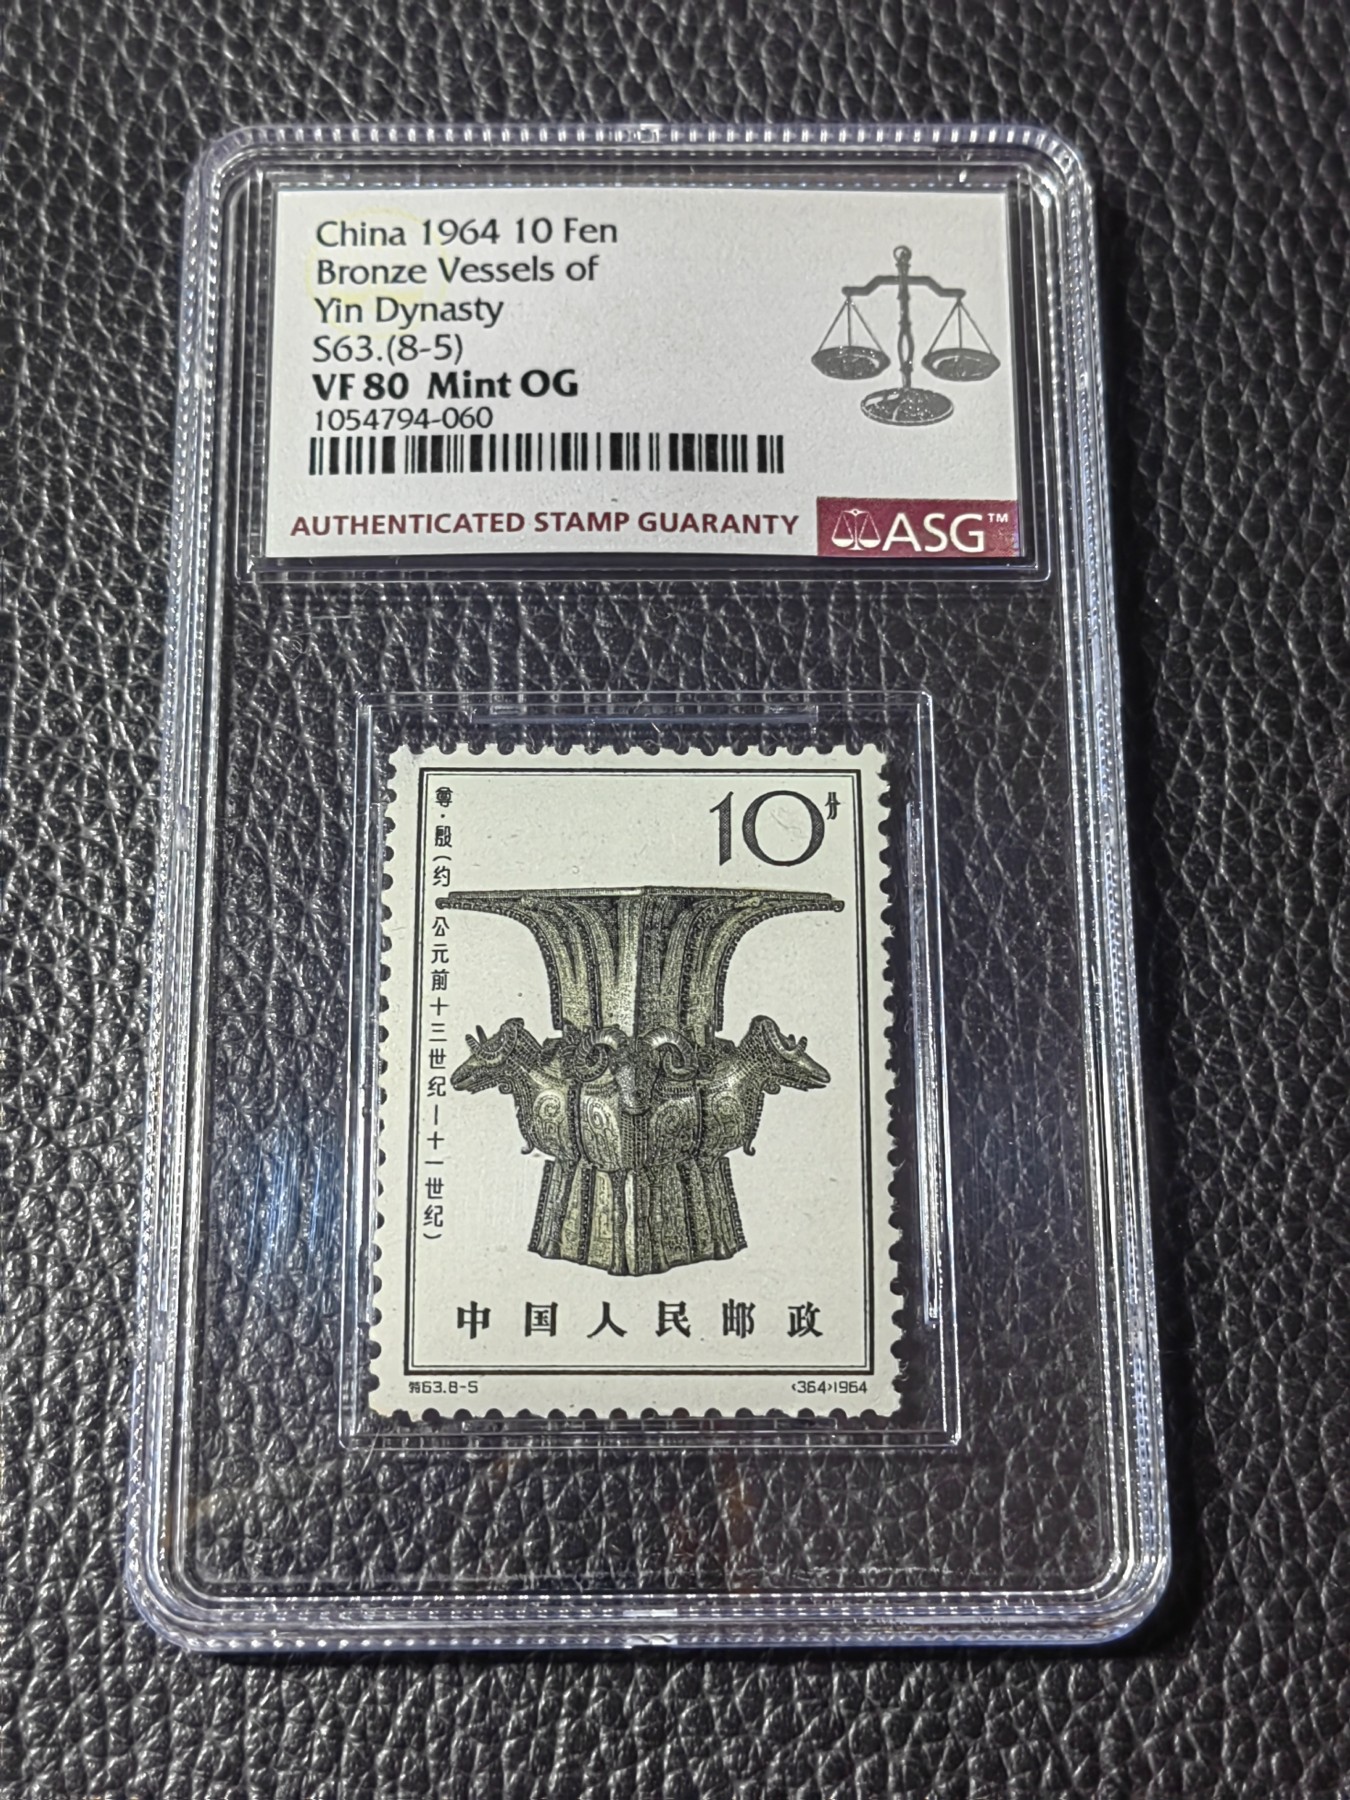 China 1964 10 Fen
Bronze Vessels of
Yin Dynasty
S63.(8-5)
VF 80 Mint OG
1054794-060
AUTHENTICATED STAMP GUARANTY
ASG™
10分
尊·殷(约公元前十三世纪—十一世纪)
中国人民邮政
特63.8-5
<364>1964